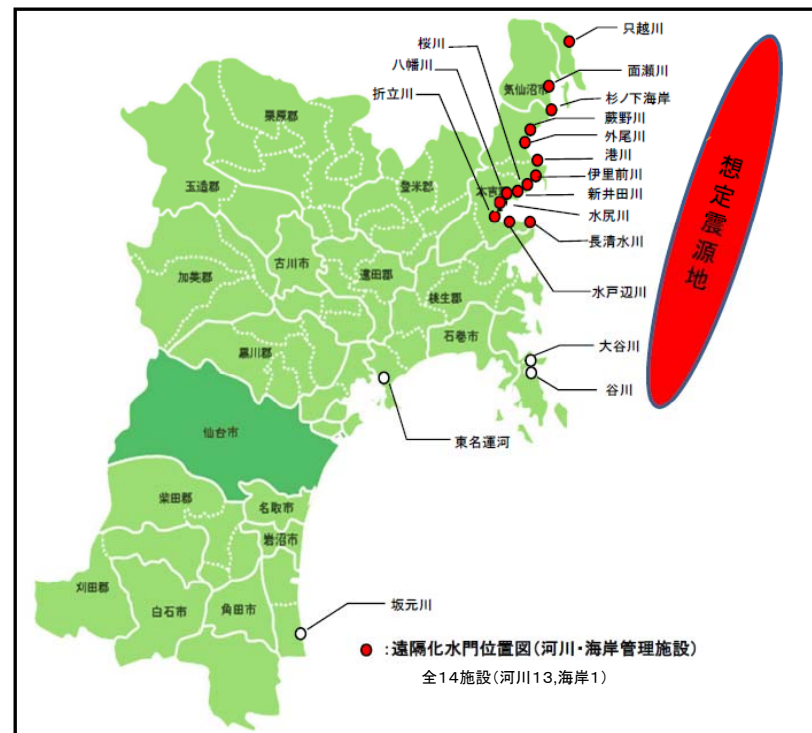 只越川
桜川
八幡川
面瀬川
折立川
気仙沼市
杉ノ下海岸
蕨野川
外尾川
栗原郡
港川
伊里前川
玉造郡
登米郡
本吉郡
新井田川
水尻川
長清水川
古川市
加美郡
遠田郡
水戸辺川
桃生郡
石巻市
黒川郡
大谷川
谷川
東名運河
仙台市
柴田郡
名取市
岩沼市
刈田郡
白石市
角田市
坂元川
想定震源地
:遠隔化水門位置図(河川・海岸管理施設)
全14施設(河川13,海岸1)